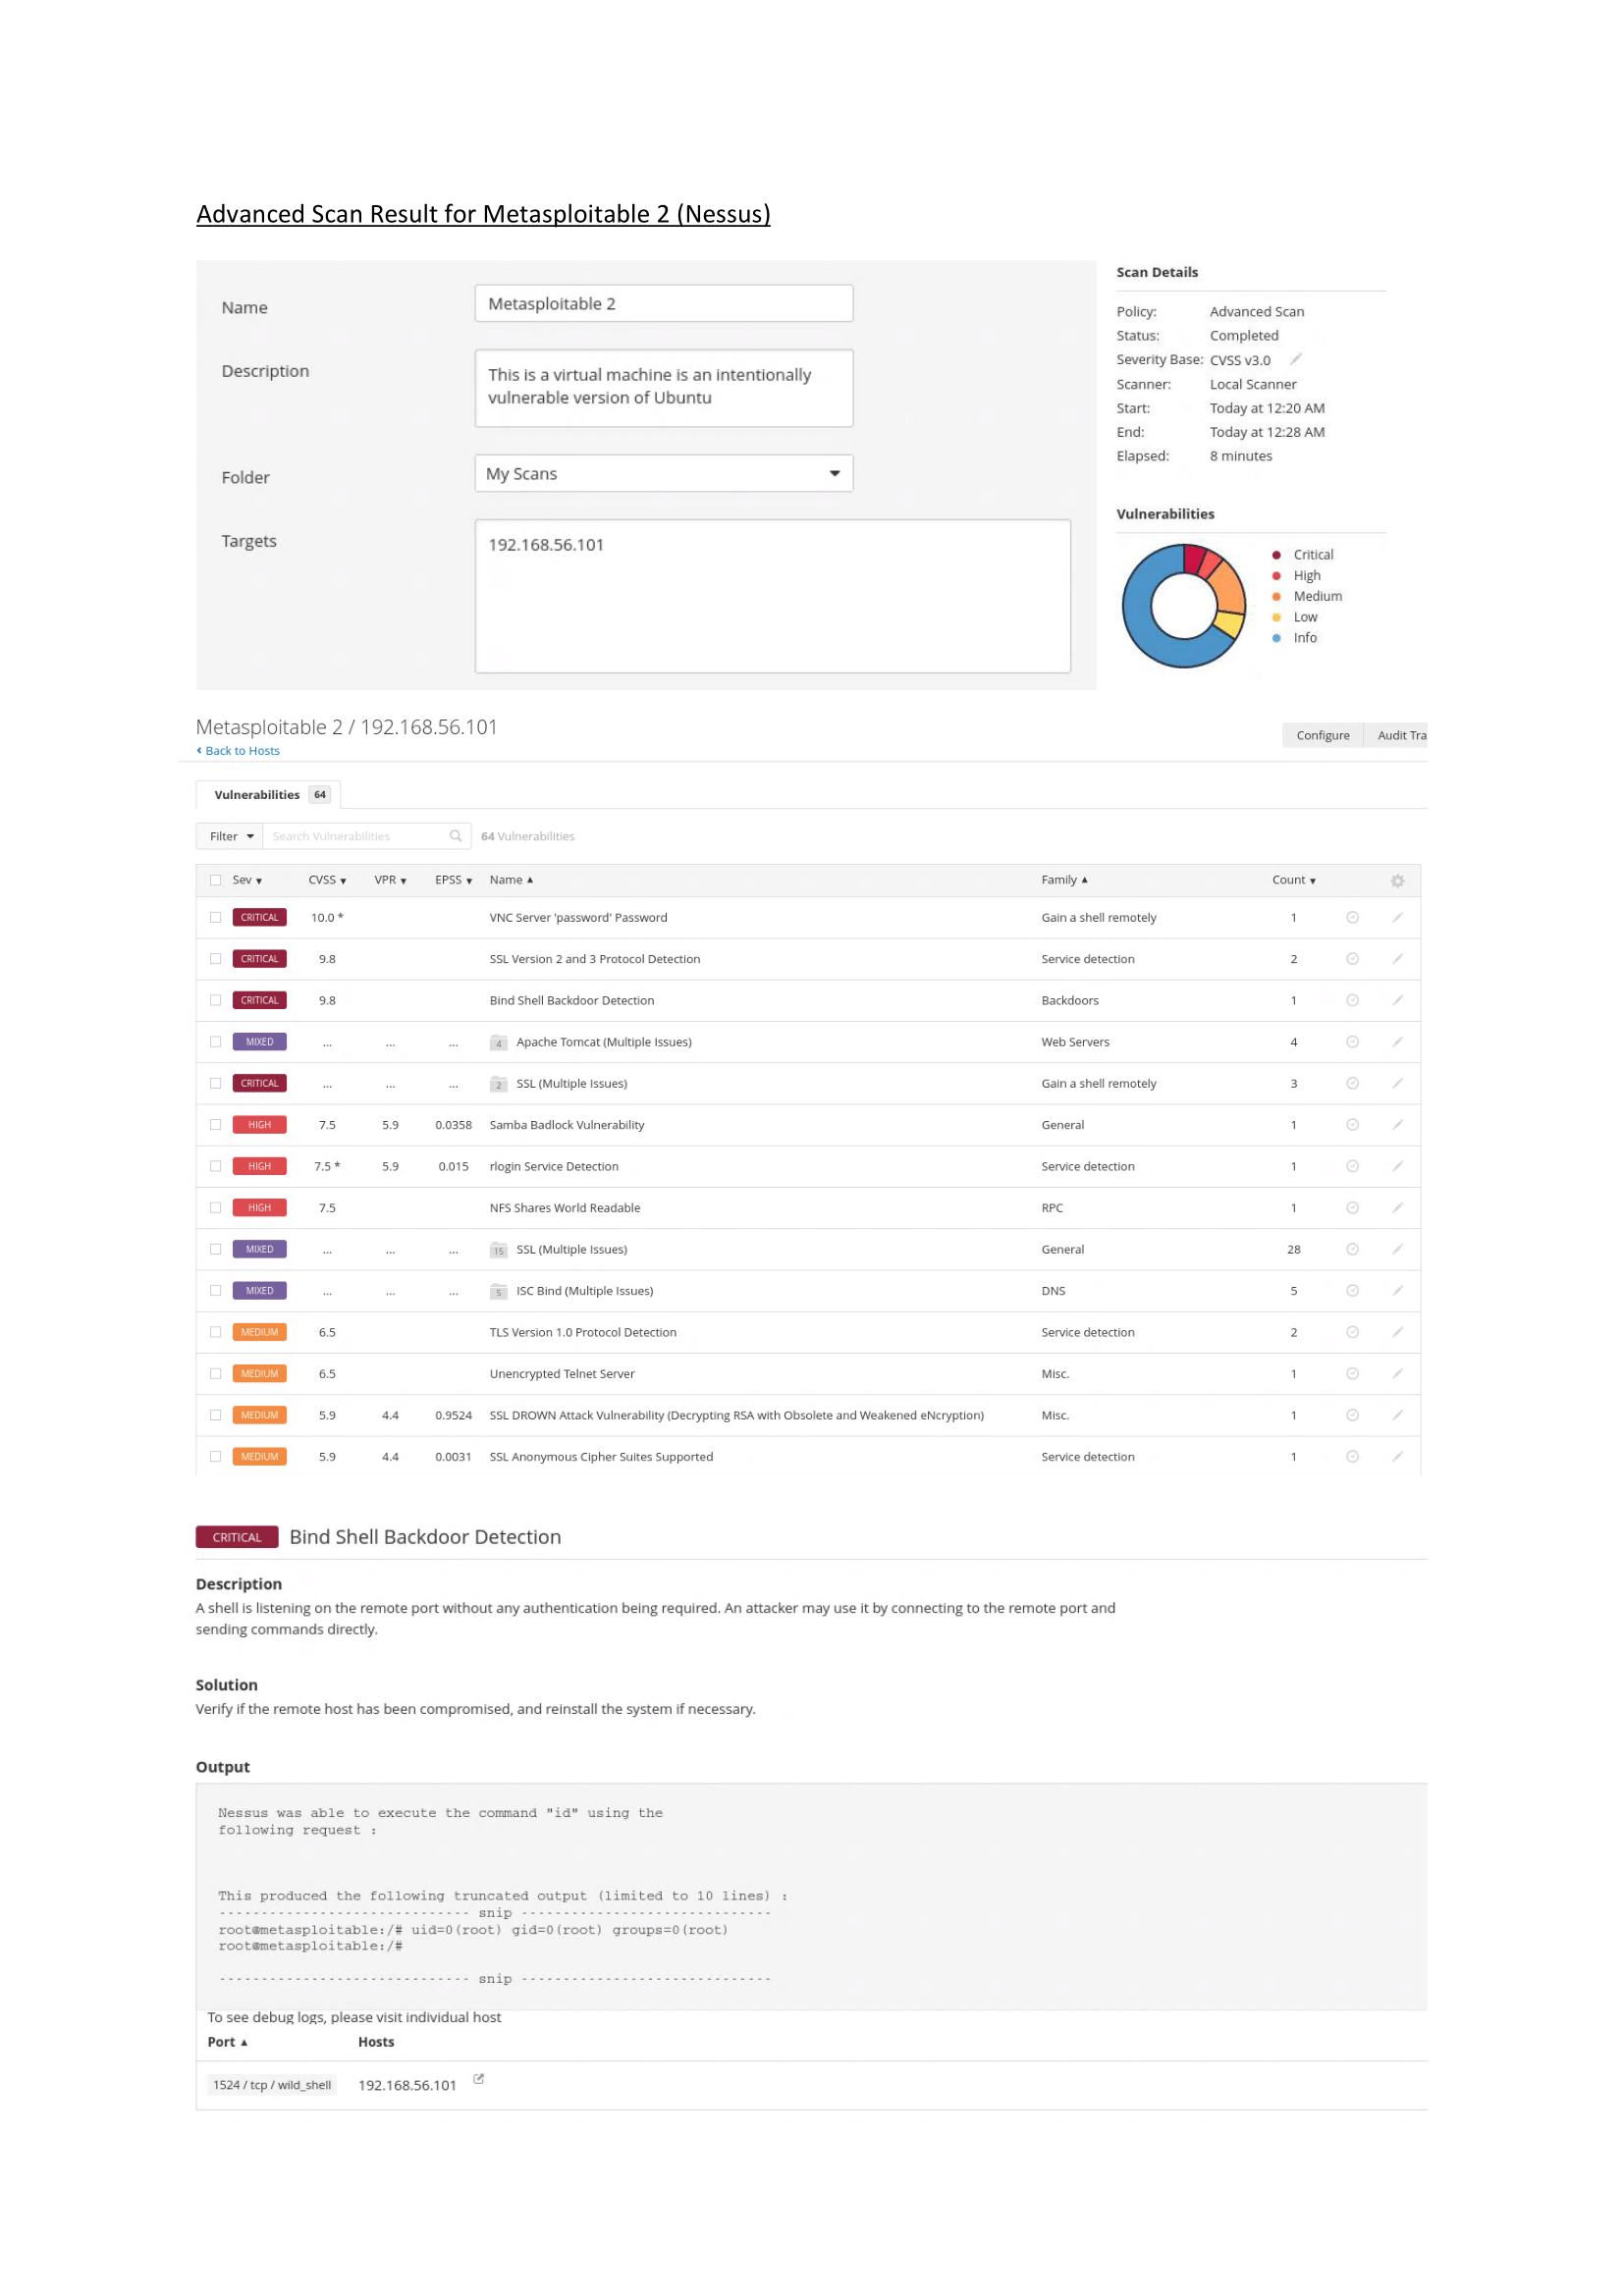 Advanced Scan Result for Metasploitable 2 (Nessus)
Name
Metasploitable 2
Description
This is a virtual machine is an intentionally
vulnerable version of Ubuntu
Folder
My Scans
Targets
192.168.56.101
Scan Details
Policy: Advanced Scan
Status: Completed
Severity Base: CVSS v3.0
Scanner: Local Scanner
Start: Today at 12:20 AM
End: Today at 12:28 AM
Elapsed: 8 minutes
Vulnerabilities
Critical
High
Medium
Low
Info
Metasploitable 2 / 192.168.56.101
Back to Hosts
Configure Audit Tra
Vulnerabilities 64
Filter Search Vulnerabilities 64 Vulnerabilities
Sev CVSS VPR EPSS Name Family Count
CRITICAL 10.0 * VNC Server 'password' Password Gain a shell remotely 1
CRITICAL 9.8 SSL Version 2 and 3 Protocol Detection Service detection 2
CRITICAL 9.8 Bind Shell Backdoor Detection Backdoors 1
MIXED ... ... ... 4 Apache Tomcat (Multiple Issues) Web Servers 4
CRITICAL ... ... ... 2 SSL (Multiple Issues) Gain a shell remotely 3
HIGH 7.5 5.9 0.0358 Samba Badlock Vulnerability General 1
HIGH 7.5 * 5.9 0.015 rlogin Service Detection Service detection 1
HIGH 7.5 NFS Shares World Readable RPC 1
MIXED ... ... ... 15 SSL (Multiple Issues) General 28
MIXED ... ... ... 5 ISC Bind (Multiple Issues) DNS 5
MEDIUM 6.5 TLS Version 1.0 Protocol Detection Service detection 2
MEDIUM 6.5 Unencrypted Telnet Server Misc. 1
MEDIUM 5.9 4.4 0.9524 SSL DROWN Attack Vulnerability (Decrypting RSA with Obsolete and Weakened eNcryption) Misc. 1
MEDIUM 5.9 4.4 0.0031 SSL Anonymous Cipher Suites Supported Service detection 1
CRITICAL Bind Shell Backdoor Detection
Description
A shell is listening on the remote port without any authentication being required. An attacker may use it by connecting to the remote port and
sending commands directly.
Solution
Verify if the remote host has been compromised, and reinstall the system if necessary.
Output
Nessus was able to execute the command "id" using the
following request :
This produced the following truncated output (limited to 10 lines) :
------------------------------ snip ------------------------------
root@metasploitable:/# uid=0(root) gid=0(root) groups=0(root)
root@metasploitable:/#
------------------------------ snip ------------------------------
To see debug logs, please visit individual host
Port Hosts
1524 / tcp / wild_shell 192.168.56.101